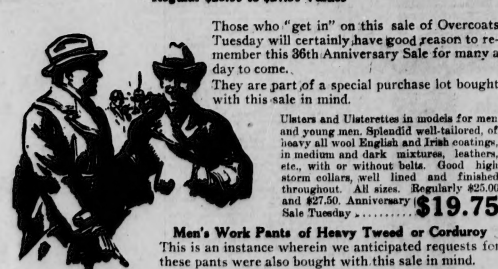 Those who "get in" on this sale of Overcoats
Tuesday will certainly have good reason to re-
member this 36th Anniversary Sale for many a
day to come.
They are part of a special purchase lot bought
with this sale in mind.
Ulsters and Ulsterettes in models for men
and young men. Splendid well-tailored, of
heavy all wool English and Irish coatings,
in medium and dark mixtures, leathers,
etc., with or without belts. Good high
storm collars, well lined and finished
throughout. All sizes. Regularly $25.00
and $27.50. Anniversary
Sale Tuesday .......... $19.75
Men's Work Pants of Heavy Tweed or Corduroy
This is an instance wherein we anticipated requests for
these pants were also bought with this sale in mind.